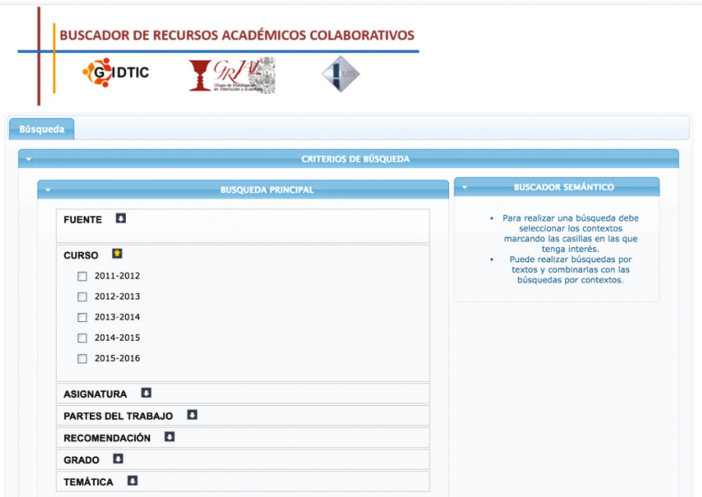 BUSCADOR DE RECURSOS ACADÉMICOS COLABORATIVOS
GIDTIC
GRIAL
Búsqueda
CRITERIOS DE BÚSQUEDA
BUSQUEDA PRINCIPAL
FUENTE
CURSO
2011-2012
2012-2013
2013-2014
2014-2015
2015-2016
ASIGNATURA
PARTES DEL TRABAJO
RECOMENDACIÓN
GRADO
TEMÁTICA
BUSCADOR SEMÁNTICO
• Para realizar una búsqueda debe
seleccionar los contextos
marcando las casillas en las que
tenga interés.
• Puede realizar búsquedas por
textos y combinarlas con las
búsquedas por contextos.